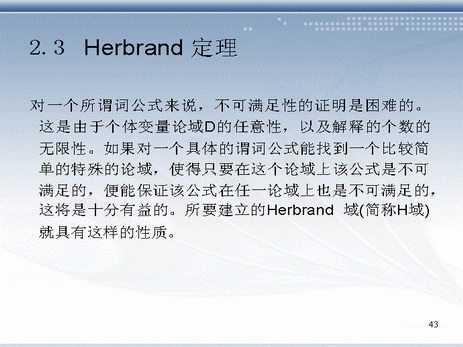 2.3 Herbrand 定理
对一个所谓词公式来说，不可满足性的证明是困难的。
这是由于个体变量论域D的任意性，以及解释的个数的
无限性。如果对一个具体的谓词公式能找到一个比较简
单的特殊的论域，使得只要在这个论域上该公式是不可
满足的，便能保证该公式在任一论域上也是不可满足的，
这将是十分有益的。所要建立的Herbrand 域(简称H域)
就具有这样的性质。
43